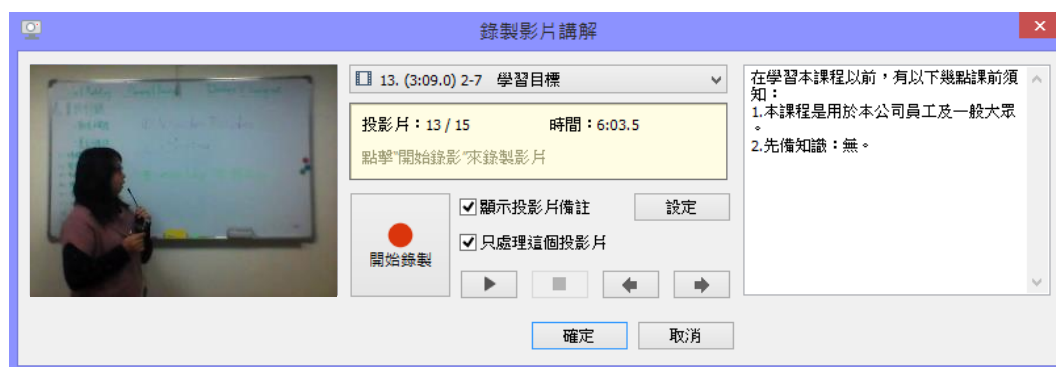 錄製影片講解
13. (3:09.0) 2-7 學習目標
投影片：13 / 15 時間：6:03.5
點擊"開始錄影"來錄製影片
開始錄製
顯示投影片備註
設定
只處理這個投影片
確定
取消
在學習本課程以前，有以下幾點課前須
知：
1.本課程是用於本公司員工及一般大眾
。
2.先備知識：無。